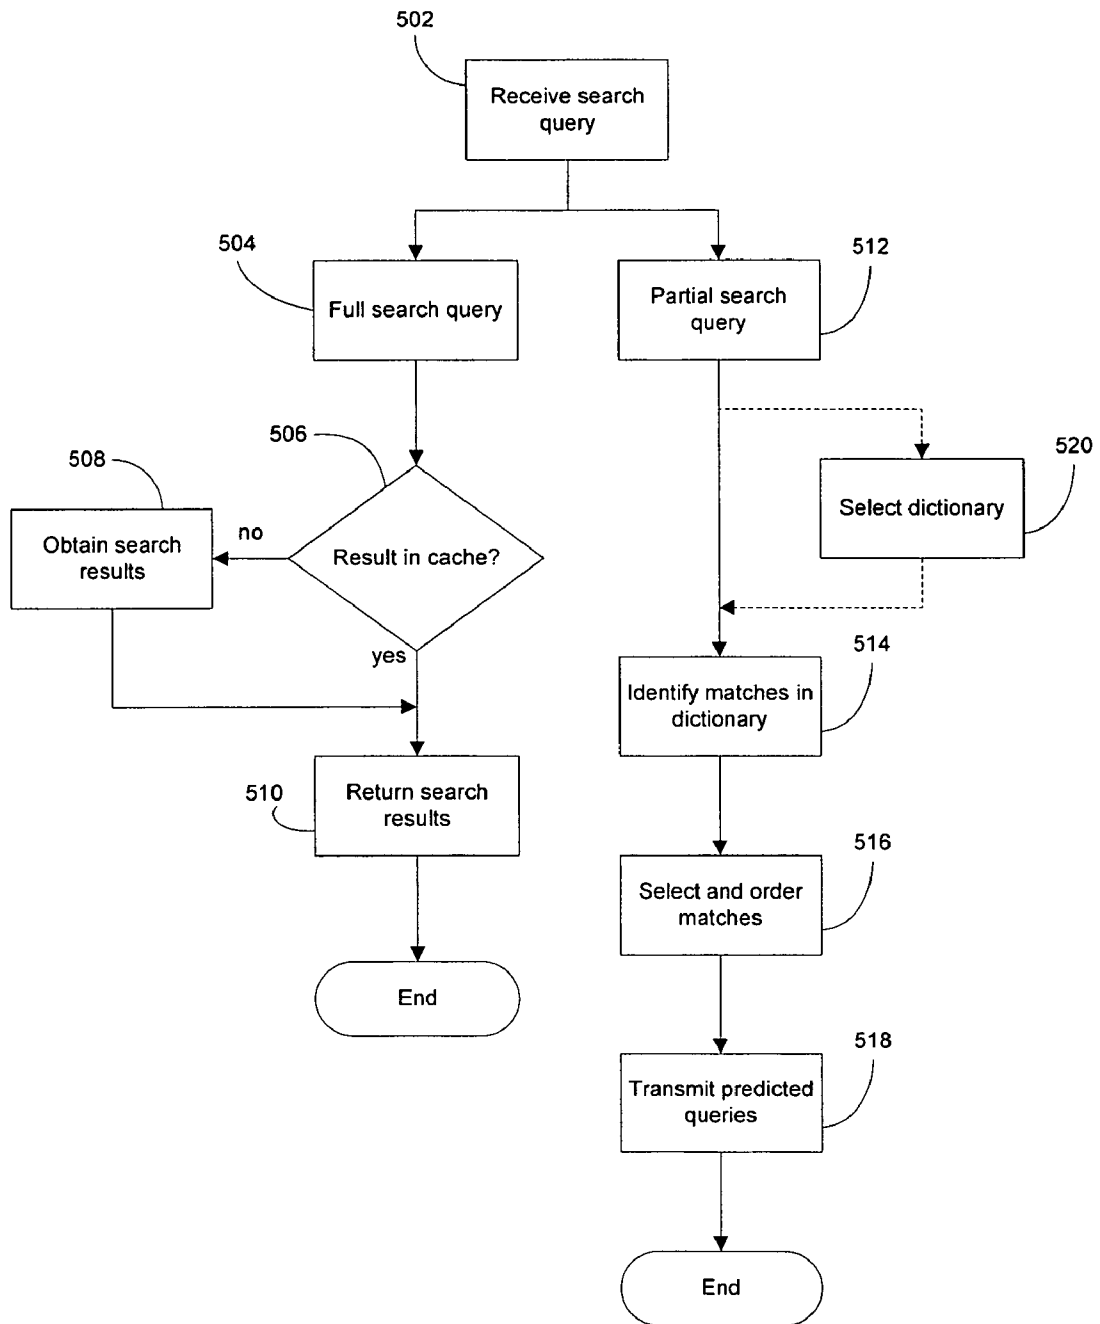 502
Receive search
query
504
Full search query
512
Partial search
query
506
Result in cache?
508
no
Obtain search
results
yes
520
Select dictionary
514
Identify matches in
dictionary
510
Return search
results
516
Select and order
matches
End
518
Transmit predicted
queries
End